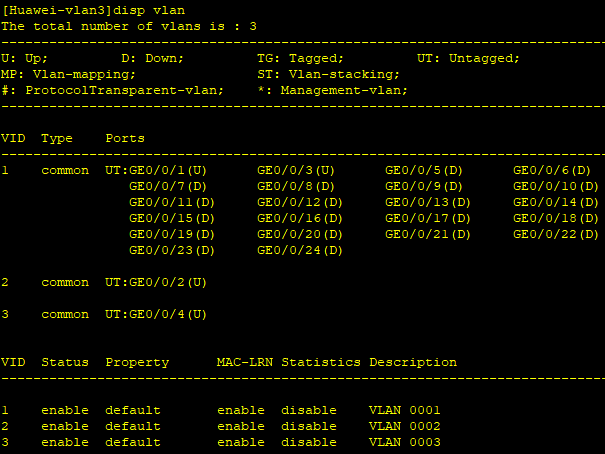 [Huawei-vlan3]disp vlan
The total number of vlans is : 3
--------------------------------------------------------------------------------
U: Up;         D: Down;         TG: Tagged;         UT: Untagged;
MP: Vlan-mapping;               ST: Vlan-stacking;
#: ProtocolTransparent-vlan;    *: Management-vlan;
--------------------------------------------------------------------------------
VID  Type    Ports
--------------------------------------------------------------------------------
1    common  UT:GE0/0/1(U)      GE0/0/3(U)      GE0/0/5(D)      GE0/0/6(D)
                GE0/0/7(D)      GE0/0/8(D)      GE0/0/9(D)      GE0/0/10(D)
                GE0/0/11(D)     GE0/0/12(D)     GE0/0/13(D)     GE0/0/14(D)
                GE0/0/15(D)     GE0/0/16(D)     GE0/0/17(D)     GE0/0/18(D)
                GE0/0/19(D)     GE0/0/20(D)     GE0/0/21(D)     GE0/0/22(D)
                GE0/0/23(D)     GE0/0/24(D)
2    common  UT:GE0/0/2(U)
3    common  UT:GE0/0/4(U)
VID  Status  Property      MAC-LRN Statistics Description
--------------------------------------------------------------------------------
1    enable  default       enable  disable    VLAN 0001
2    enable  default       enable  disable    VLAN 0002
3    enable  default       enable  disable    VLAN 0003